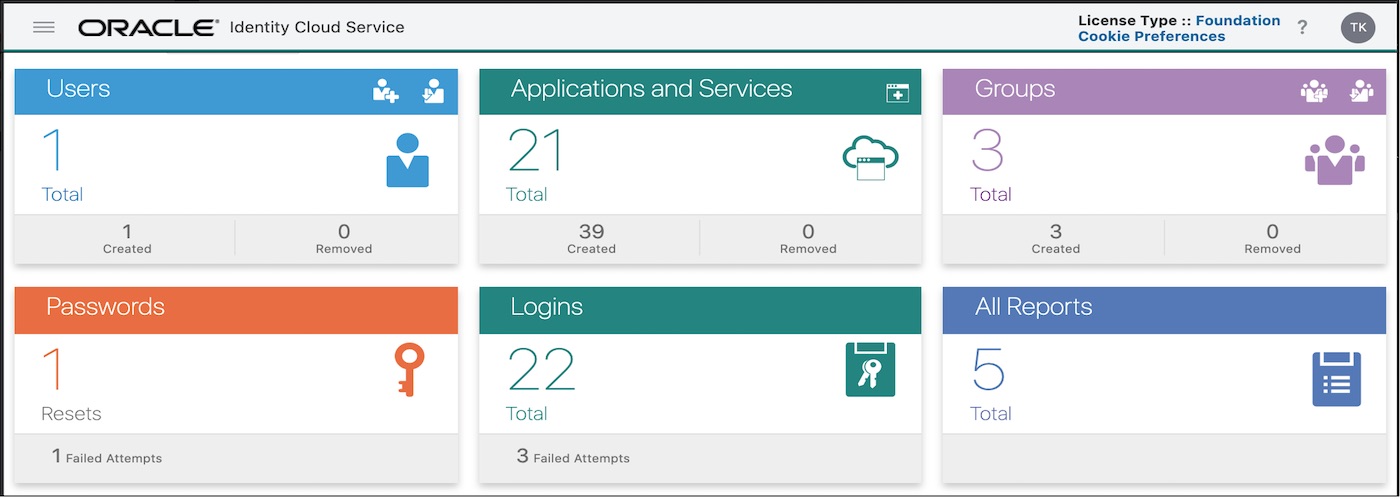 ORACLE® Identity Cloud Service
License Type :: Foundation
Cookie Preferences
?
TK
Users
1
Total
1
Created
0
Removed
Applications and Services
21
Total
39
Created
0
Removed
Groups
3
Total
3
Created
0
Removed
Passwords
1
Resets
1 Failed Attempts
Logins
22
Total
3 Failed Attempts
All Reports
5
Total